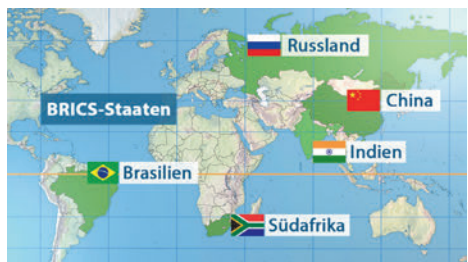 Russland
BRICS-Staaten
China
Indien
Brasilien
Südafrika